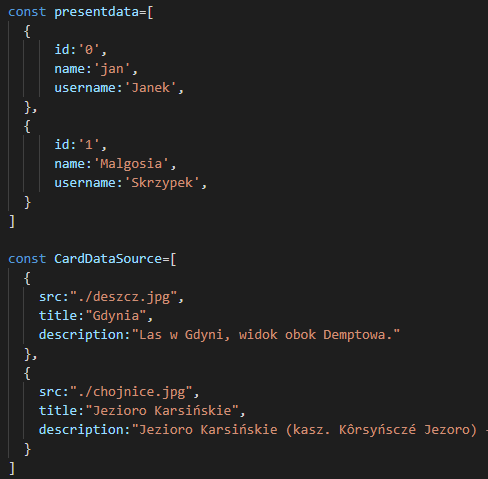 const presentdata=[
{
id:'0',
name:'jan',
username:'Janek',
},
{
id:'1',
name:'Malgosia',
username:'Skrzypek',
}
]
const CardDataSource=[
{
src:"./deszcz.jpg",
title:"Gdynia",
description:"Las w Gdyni, widok obok Demptowa."
},
{
src:"./chojnice.jpg",
title:"Jezioro Karsińskie",
description:"Jezioro Karsińskie (kasz. Kôrsyńsczé Jezoro) -
}
]